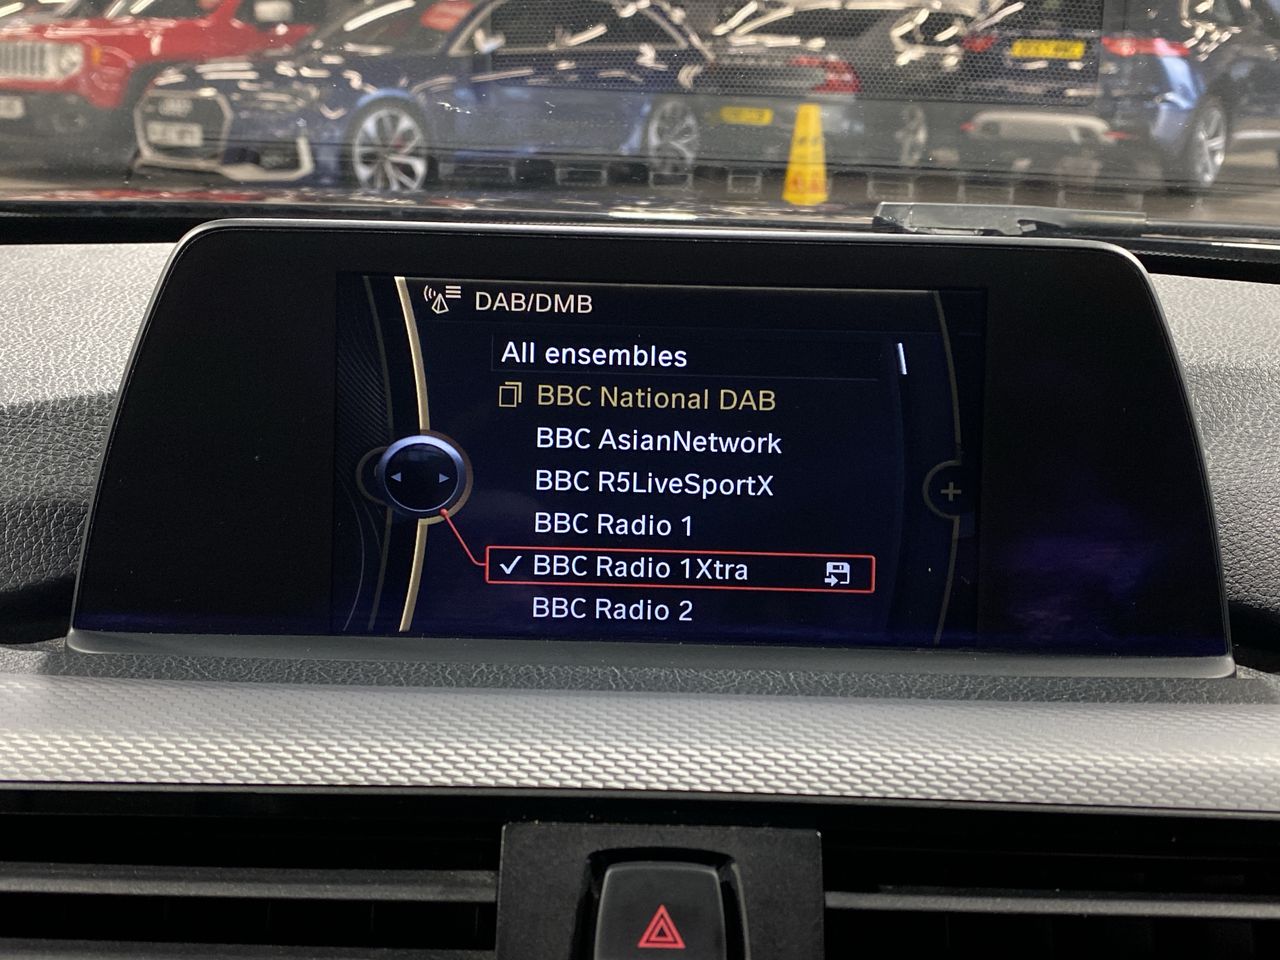 DAB/DMB
All ensembles
BBC National DAB
BBC AsianNetwork
BBC R5LiveSportX
BBC Radio 1
BBC Radio 1Xtra
BBC Radio 2